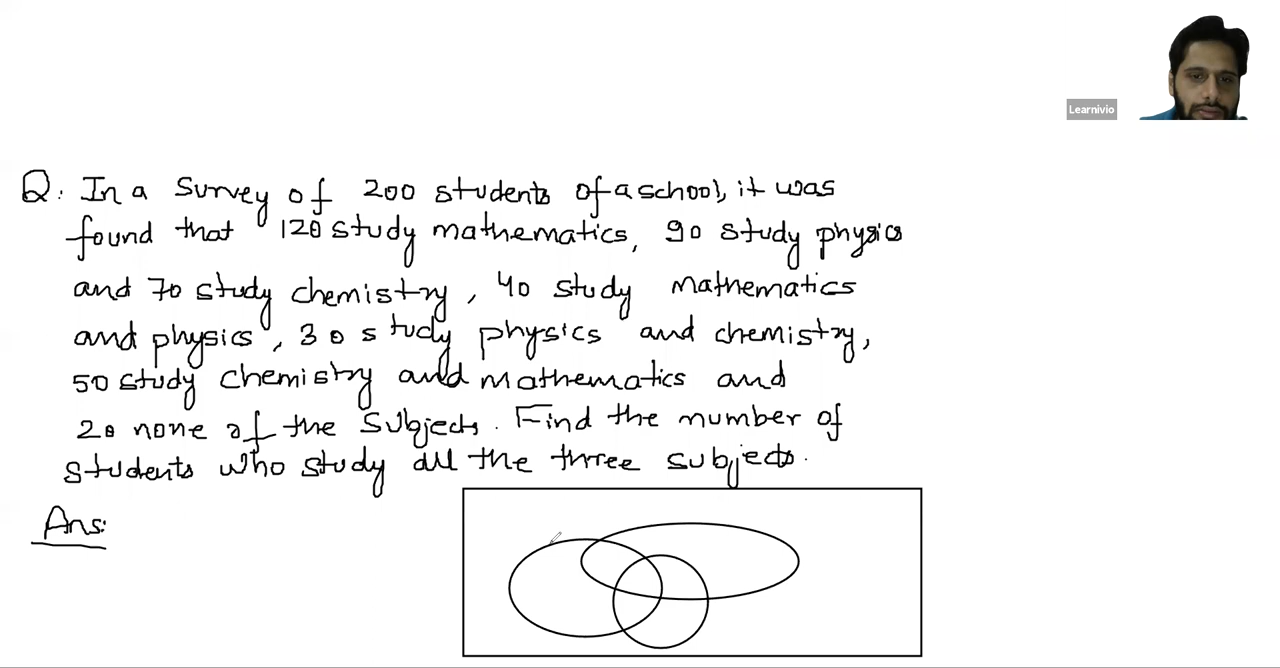 Learnivio
Q: In a survey of 200 students of a school, it was
found that 120 study mathematics, 90 study physics
and 70 study chemistry, 40 study mathematics
and physics, 30 study physics and chemistry,
50 study chemistry and mathematics and
20 none of the subjects. Find the number of
students who study all the three subjects.
Ans: